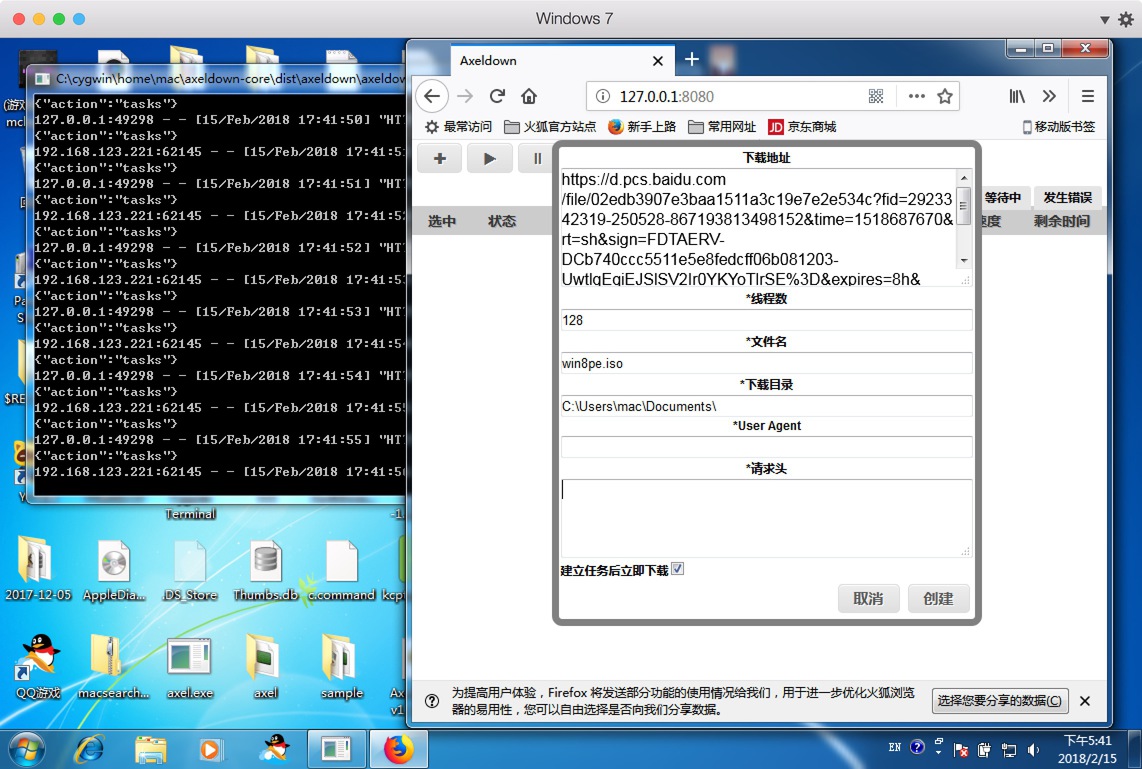 Windows 7
C:\cygwin\home\mac\axeldown-core\dist\axeldown\axeldow
{"action":"tasks"}
127.0.0.1:49298 - - [15/Feb/2018 17:41:50] "HT
{"action":"tasks"}
192.168.123.221:62145 - - [15/Feb/2018 17:41:5
{"action":"tasks"}
127.0.0.1:49298 - - [15/Feb/2018 17:41:51] "HT
{"action":"tasks"}
192.168.123.221:62145 - - [15/Feb/2018 17:41:52
{"action":"tasks"}
127.0.0.1:49298 - - [15/Feb/2018 17:41:52] "HT
{"action":"tasks"}
192.168.123.221:62145 - - [15/Feb/2018 17:41:53
{"action":"tasks"}
127.0.0.1:49298 - - [15/Feb/2018 17:41:53] "HT
{"action":"tasks"}
192.168.123.221:62145 - - [15/Feb/2018 17:41:54
{"action":"tasks"}
127.0.0.1:49298 - - [15/Feb/2018 17:41:54] "HT
{"action":"tasks"}
192.168.123.221:62145 - - [15/Feb/2018 17:41:55
{"action":"tasks"}
127.0.0.1:49298 - - [15/Feb/2018 17:41:55] "HT
{"action":"tasks"}
192.168.123.221:62145 - - [15/Feb/2018 17:41:56
Terminal
2017-12-05
AppleDia...
.DS_Store
Thumbs.db
c.command
kcpt
QQ游戏
macsearch...
axel.exe
axel
sample
Ax
v1
Axeldown
127.0.0.1:8080
最常访问
火狐官方站点
新手上路
常用网址
JD
京东商城
移动版书签
等待中
发生错误
选中
状态
速度
剩余时间
下载地址
https://d.pcs.baidu.com
/file/02edb3907e3baa1511a3c19e7e2e534c?fid=29233
42319-250528-867193813498152&time=1518687670&
rt=sh&sign=FDTAERV-
DCb740ccc5511e5e8fedcff06b081203-
*线程数
128
*文件名
win8pe.iso
*下载目录
C:\Users\mac\Documents\
*User Agent
*请求头
建立任务后立即下载
取消
创建
为提高用户体验，Firefox 将发送部分功能的使用情况给我们，用于进一步优化火狐浏览
器的易用性，您可以自由选择是否向我们分享数据。
选择您要分享的数据(C)
EN
下午5:41
2018/2/15